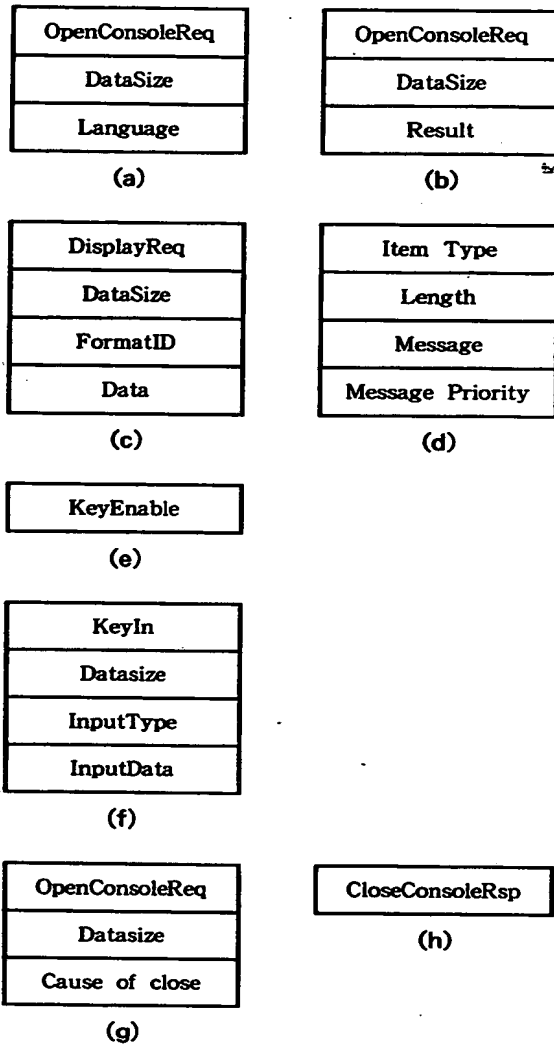 OpenConsoleReq
DataSize
Language
(a)
OpenConsoleReq
DataSize
Result
(b)
DisplayReq
DataSize
FormatID
Data
(c)
Item Type
Length
Message
Message Priority
(d)
KeyEnable
(e)
KeyIn
Datasize
InputType
InputData
(f)
OpenConsoleReq
Datasize
Cause of close
(g)
CloseConsoleRsp
(h)